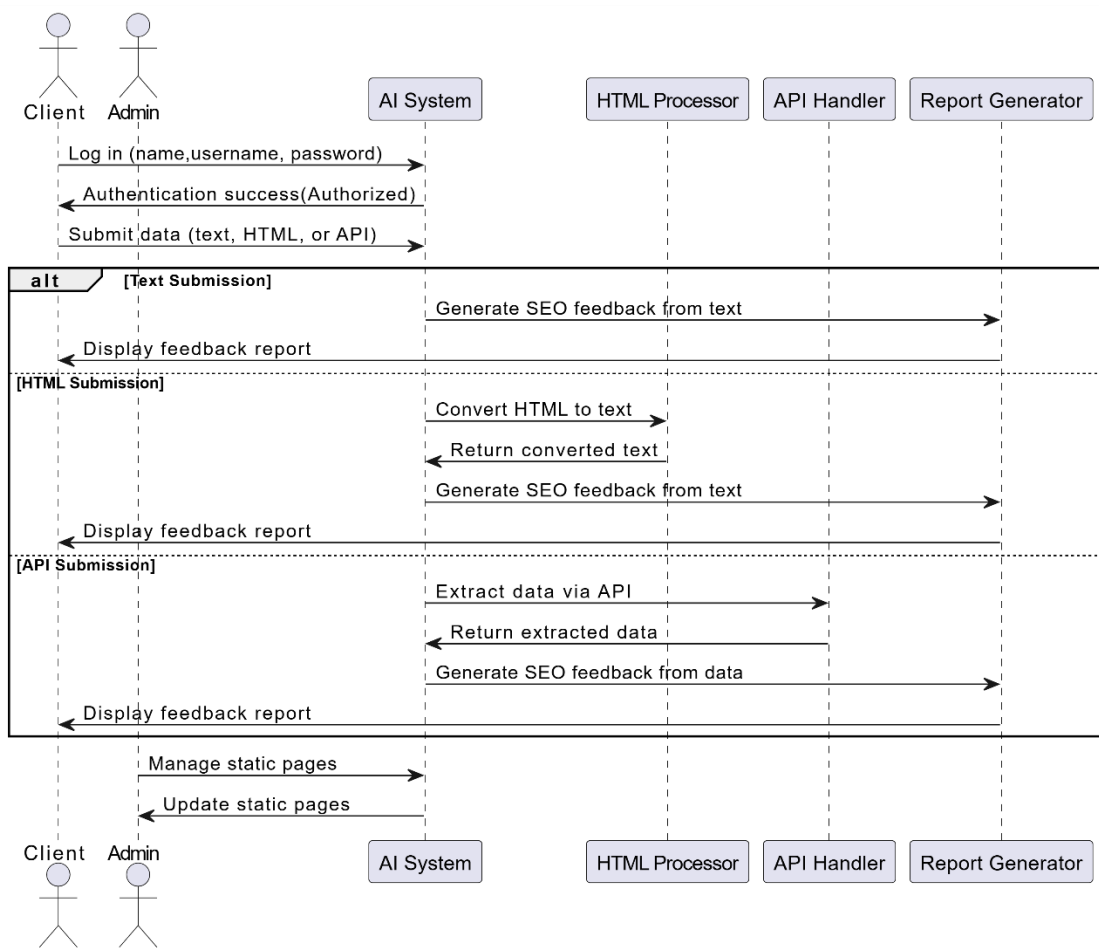 Client Admin
AI System HTML Processor API Handler Report Generator
Log in (name,username, password)
Authentication success(Authorized)
Submit data (text, HTML, or API)
alt [Text Submission]
Generate SEO feedback from text
Display feedback report
[HTML Submission]
Convert HTML to text
Return converted text
Generate SEO feedback from text
Display feedback report
[API Submission]
Extract data via API
Return extracted data
Generate SEO feedback from data
Display feedback report
Manage static pages
Update static pages
Client Admin
AI System HTML Processor API Handler Report Generator